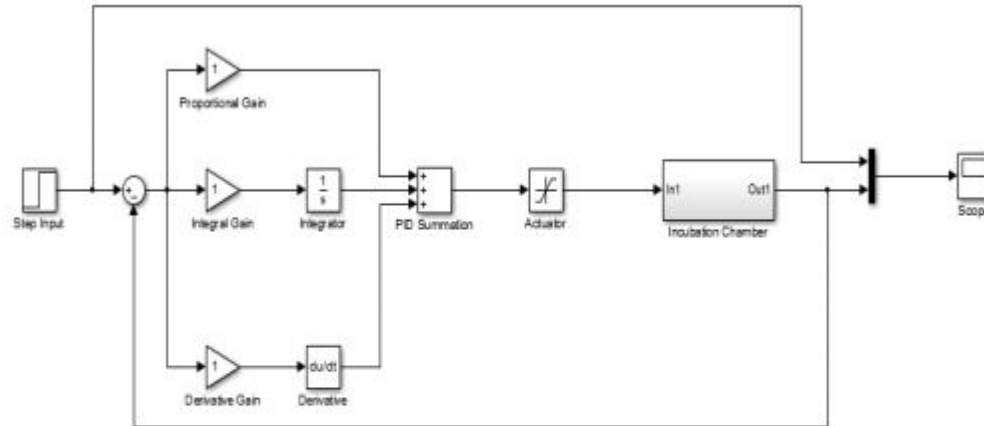 1
Proportional Gain
+
−
Step Input
1
Integral Gain
1
s
Integrator
+
+
+
PID Summation
Actuator
In1
Out1
Incubation Chamber
Scop
1
Derivative Gain
du/dt
Derivative